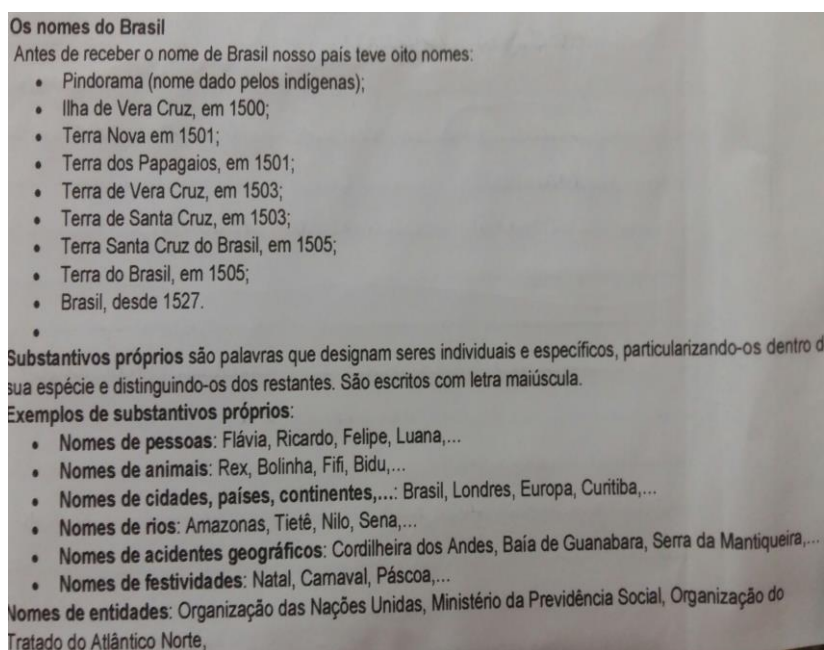 Os nomes do Brasil
Antes de receber o nome de Brasil nosso país teve oito nomes:
• Pindorama (nome dado pelos indígenas);
• Ilha de Vera Cruz, em 1500;
• Terra Nova em 1501;
• Terra dos Papagaios, em 1501;
• Terra de Vera Cruz, em 1503;
• Terra de Santa Cruz, em 1503;
• Terra Santa Cruz do Brasil, em 1505;
• Terra do Brasil, em 1505;
• Brasil, desde 1527.
•
Substantivos próprios são palavras que designam seres individuais e específicos, particularizando-os dentro d
sua espécie e distinguindo-os dos restantes. São escritos com letra maiúscula.
Exemplos de substantivos próprios:
• Nomes de pessoas: Flávia, Ricardo, Felipe, Luana,...
• Nomes de animais: Rex, Bolinha, Fifi, Bidu,...
• Nomes de cidades, países, continentes,...: Brasil, Londres, Europa, Curitiba,...
• Nomes de rios: Amazonas, Tietê, Nilo, Sena,...
• Nomes de acidentes geográficos: Cordilheira dos Andes, Baía de Guanabara, Serra da Mantiqueira,...
• Nomes de festividades: Natal, Carnaval, Páscoa,...
Nomes de entidades: Organização das Nações Unidas, Ministério da Previdência Social, Organização do
Tratado do Atlântico Norte,